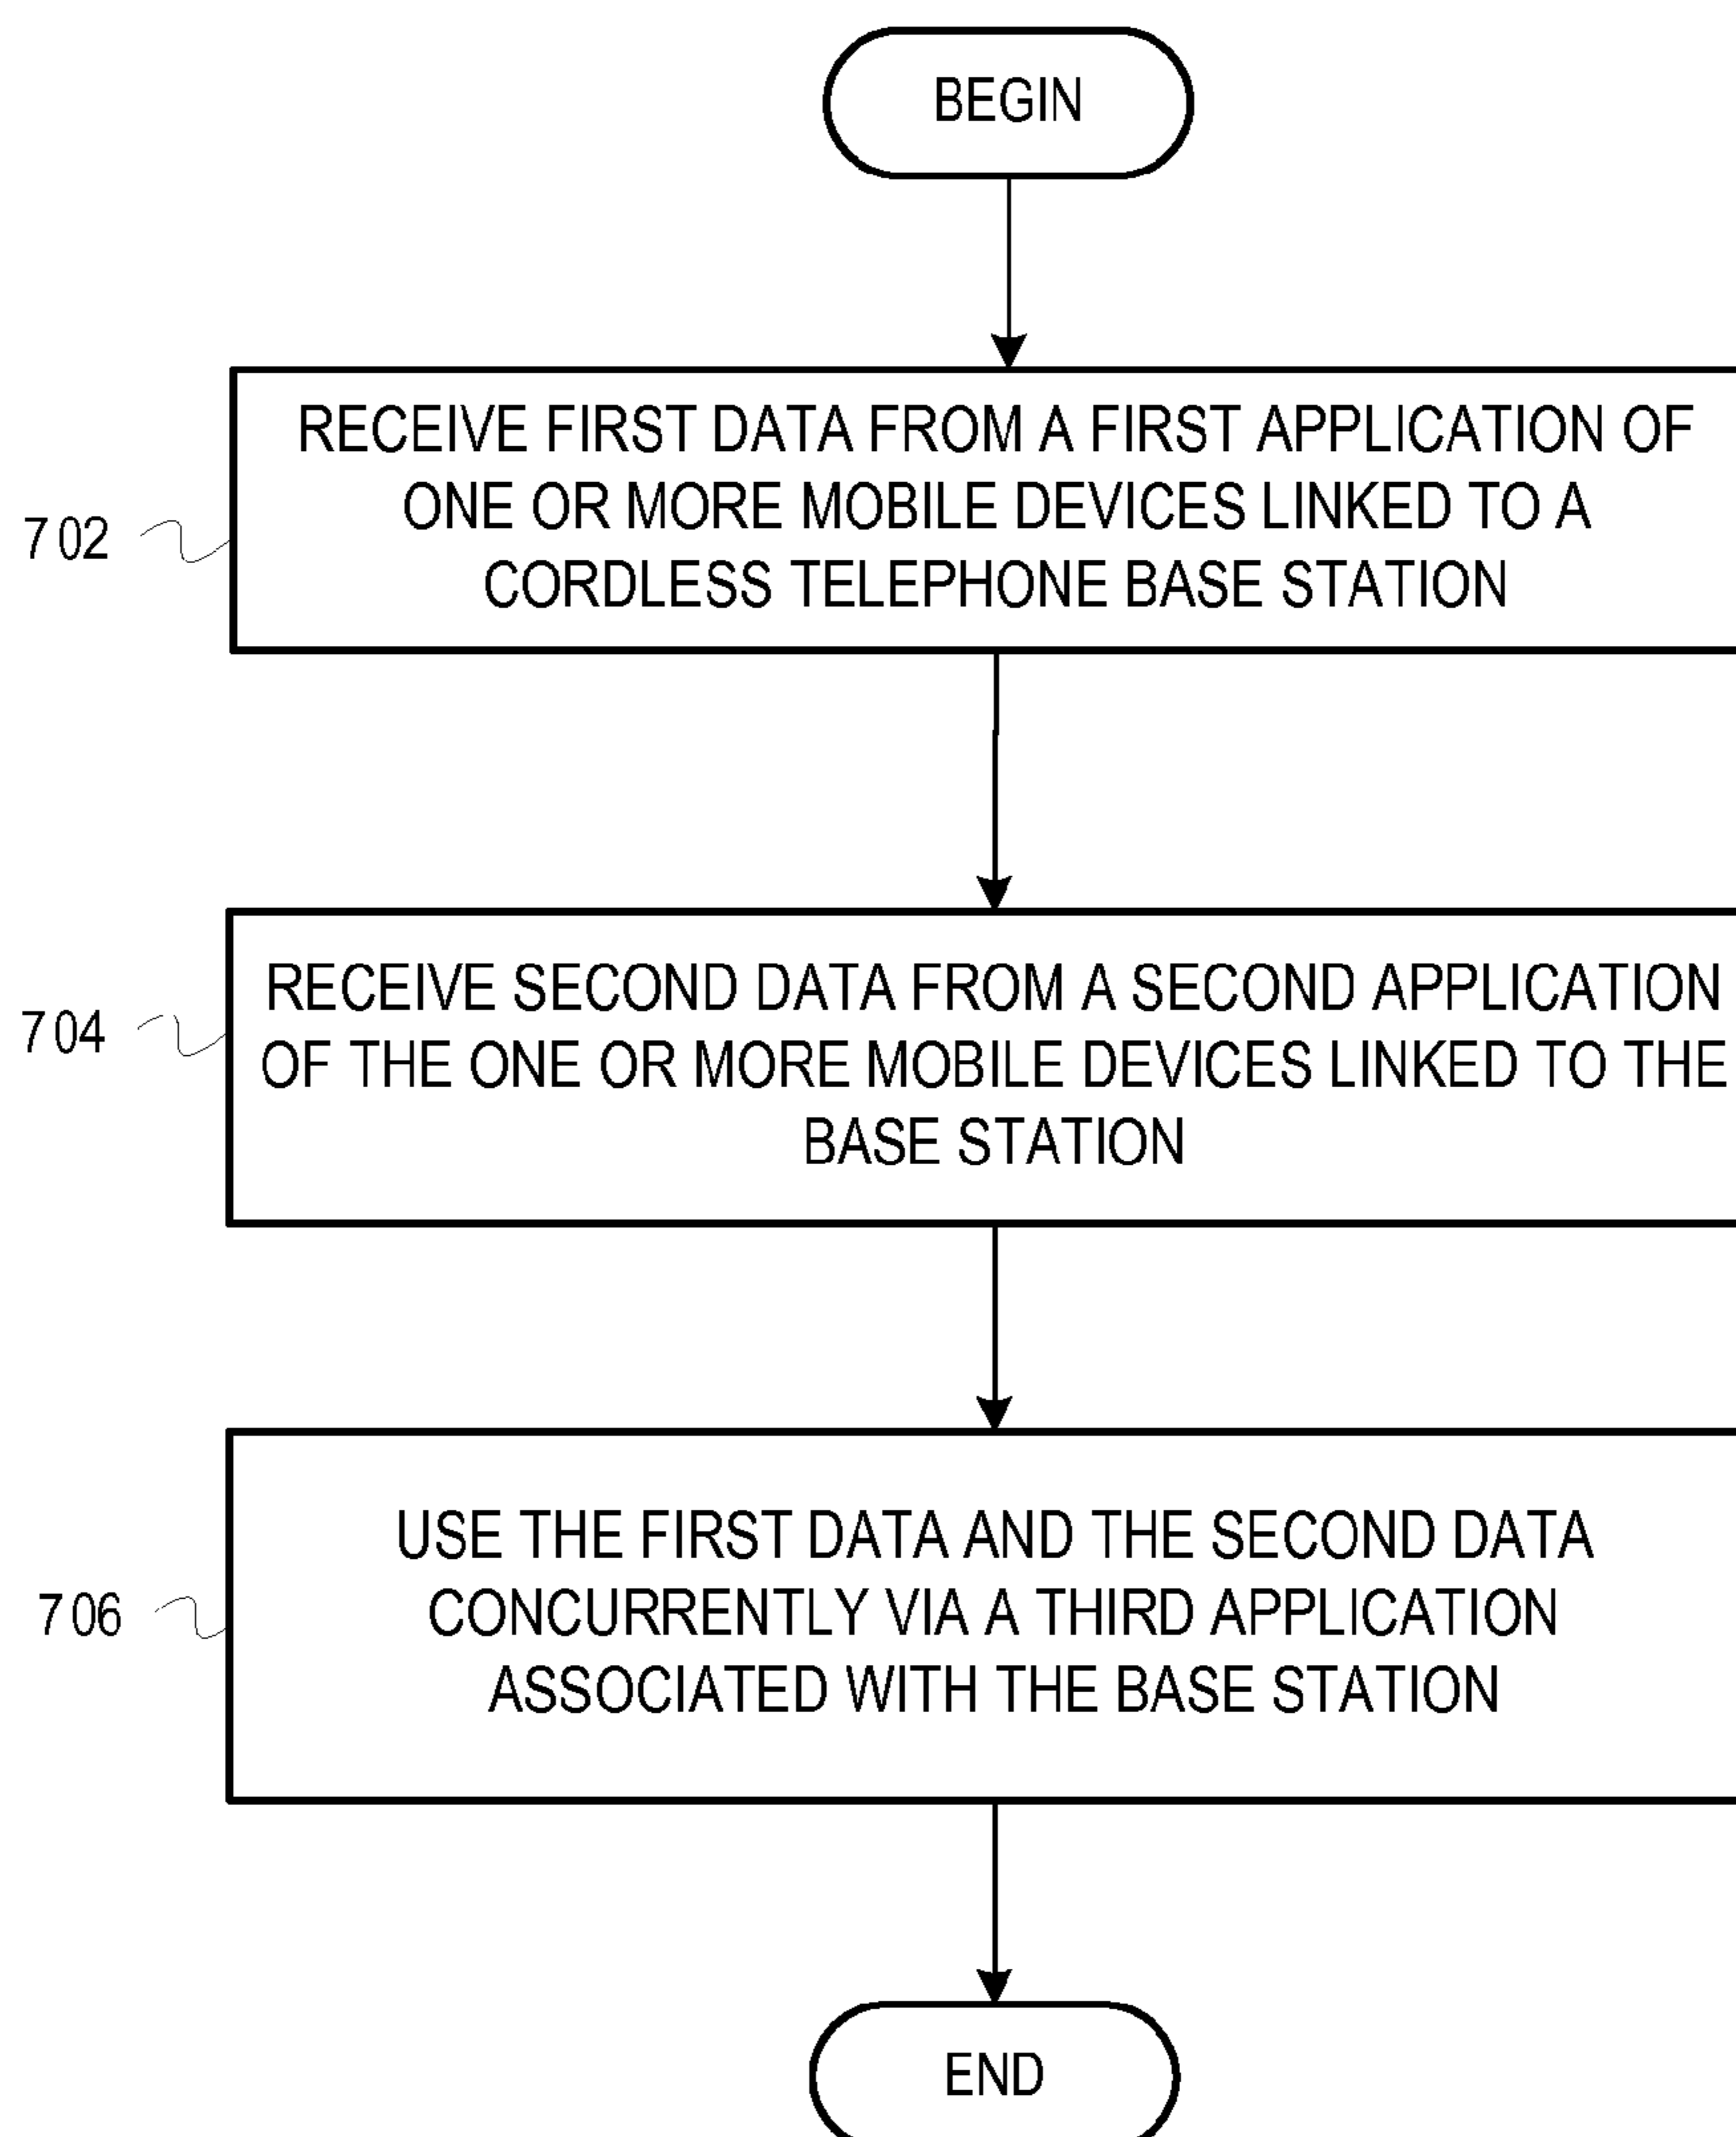 BEGIN
RECEIVE FIRST DATA FROM A FIRST APPLICATION OF
ONE OR MORE MOBILE DEVICES LINKED TO A
CORDLESS TELEPHONE BASE STATION
702
RECEIVE SECOND DATA FROM A SECOND APPLICATION
OF THE ONE OR MORE MOBILE DEVICES LINKED TO THE
BASE STATION
704
USE THE FIRST DATA AND THE SECOND DATA
CONCURRENTLY VIA A THIRD APPLICATION
ASSOCIATED WITH THE BASE STATION
706
END